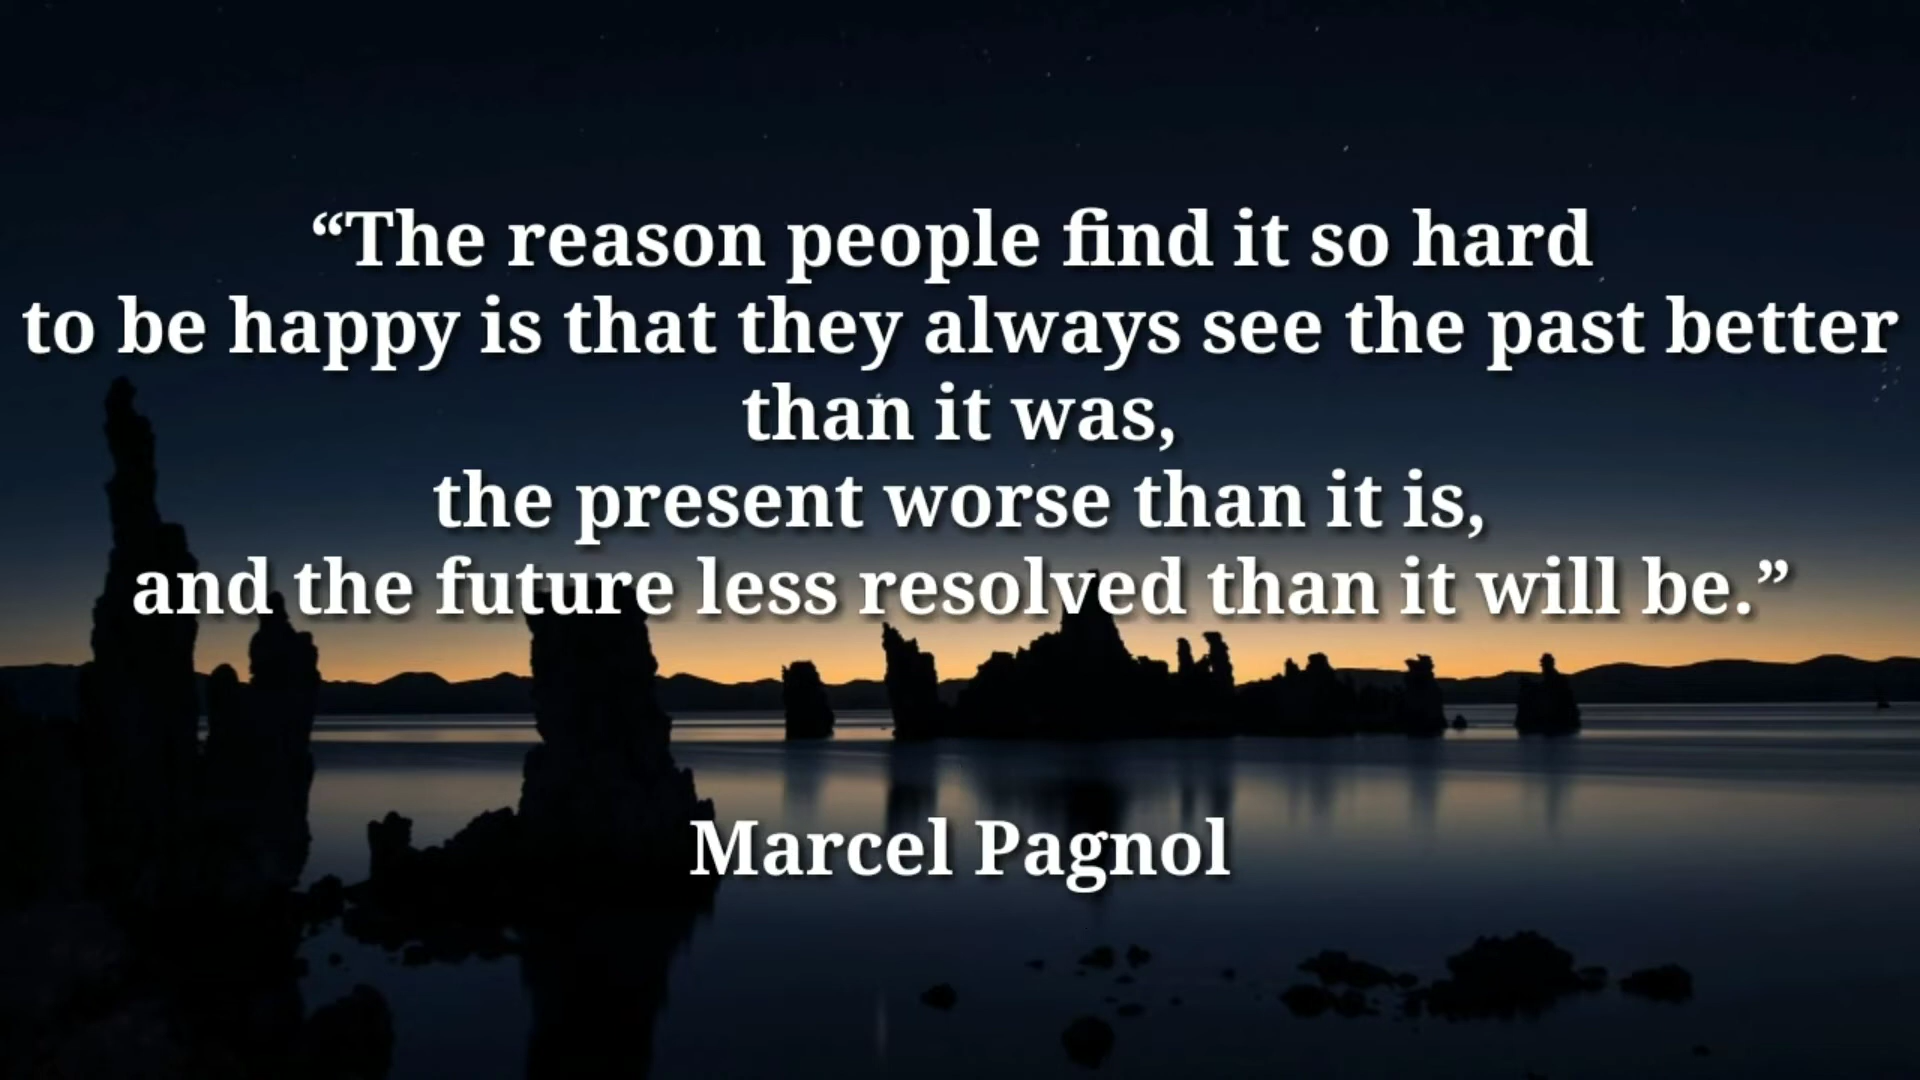 “The reason people find it so hard
to be happy is that they always see the past better
than it was,
the present worse than it is,
and the future less resolved than it will be.”
Marcel Pagnol